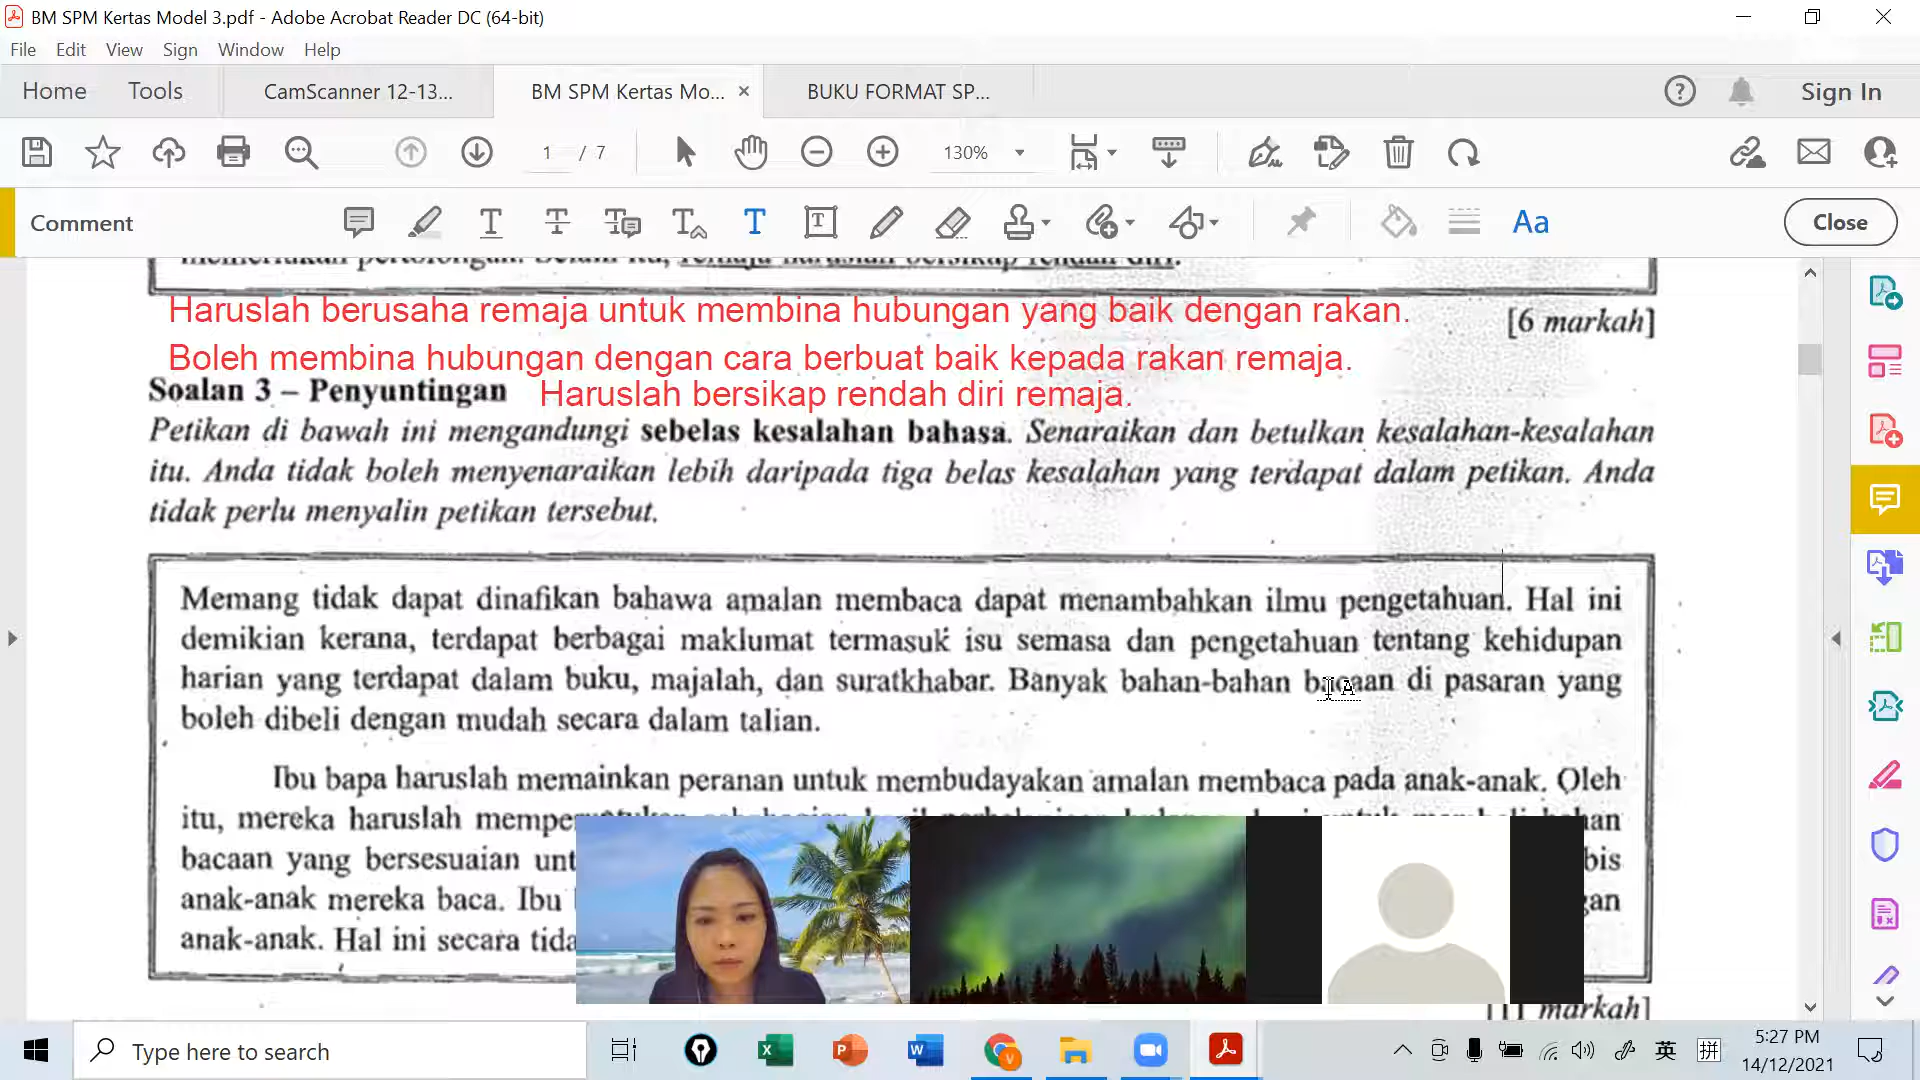 BM SPM Kertas Model 3.pdf - Adobe Acrobat Reader DC (64-bit)
File Edit View Sign Window Help
Home Tools CamScanner 12-13... BM SPM Kertas Mo... × BUKU FORMAT SP... Sign In
1 / 7 130%
Comment Aa Close
Haruslah berusaha remaja untuk membina hubungan yang baik dengan rakan.
[6 markah]
Boleh membina hubungan dengan cara berbuat baik kepada rakan remaja.
Soalan 3 – Penyuntingan Haruslah bersikap rendah diri remaja.
Petikan di bawah ini mengandungi sebelas kesalahan bahasa. Senaraikan dan betulkan kesalahan-kesalahan
itu. Anda tidak boleh menyenaraikan lebih daripada tiga belas kesalahan yang terdapat dalam petikan. Anda
tidak perlu menyalin petikan tersebut.
Memang tidak dapat dinafikan bahawa amalan membaca dapat menambahkan ilmu pengetahuan. Hal ini
demikian kerana, terdapat berbagai maklumat termasuk isu semasa dan pengetahuan tentang kehidupan
harian yang terdapat dalam buku, majalah, dan suratkhabar. Banyak bahan-bahan bacaan di pasaran yang
boleh dibeli dengan mudah secara dalam talian.
Ibu bapa haruslah memainkan peranan untuk membudayakan amalan membaca pada anak-anak. Oleh
itu, mereka haruslah
bacaan yang bersesuaian
anak-anak mereka baca. Ibu
anak-anak. Hal ini secara
markah]
Type here to search
英 拼 5:27 PM
14/12/2021